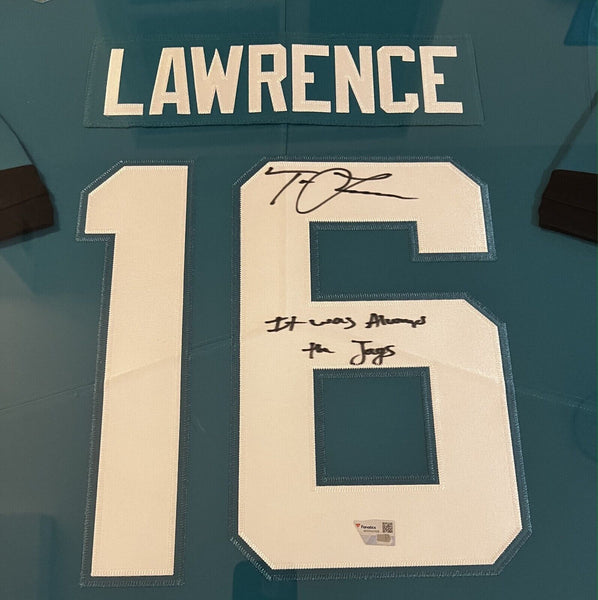 LAWRENCE
16
It was Always
the Jags
Fanatics